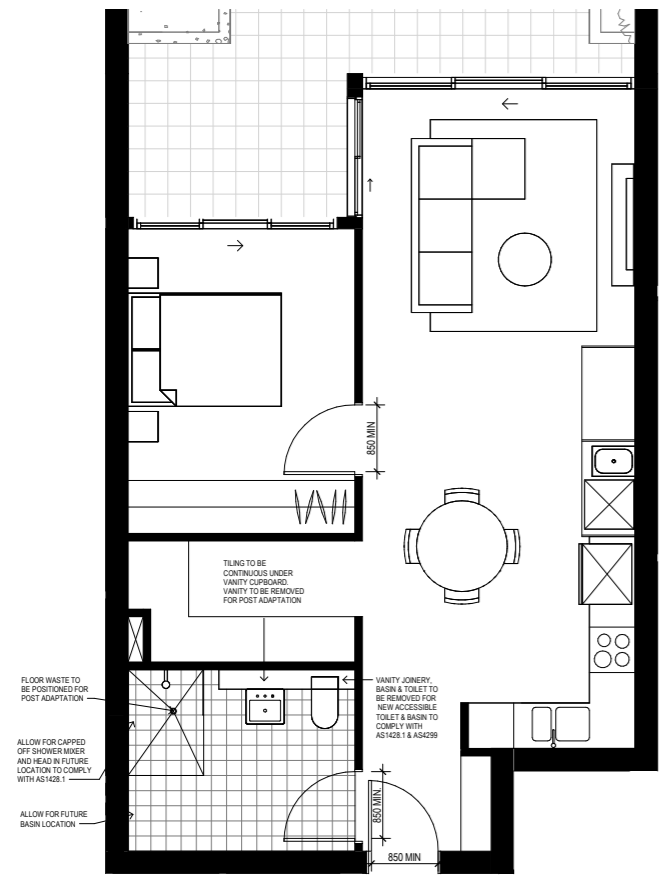 850 MIN
TILING TO BE
CONTINUOUS UNDER
VANITY CUPBOARD.
VANITY TO BE REMOVED
FOR POST ADAPTATION
FLOOR WASTE TO
BE POSITIONED FOR
POST ADAPTATION
VANITY JOINERY,
BASIN & TOILET TO
BE REMOVED FOR
NEW ACCESSIBLE
TOILET & BASIN TO
COMPLY WITH
AS1428.1 & AS4299
ALLOW FOR CAPPED
OFF SHOWER MIXER
AND HEAD IN FUTURE
LOCATION TO COMPLY
WITH AS1428.1
ALLOW FOR FUTURE
BASIN LOCATION
850 MIN.
850 MIN